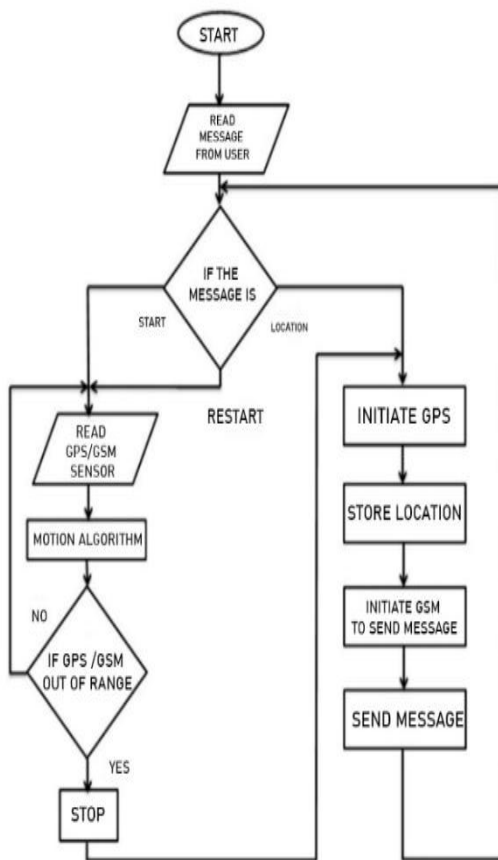 START
READ
MESSAGE
FROM USER
IF THE
MESSAGE IS
START
LOCATION
RESTART
READ
GPS/GSM
SENSOR
MOTION ALGORITHM
NO
IF GPS /GSM
OUT OF RANGE
YES
STOP
INITIATE GPS
STORE LOCATION
INITIATE GSM
TO SEND MESSAGE
SEND MESSAGE